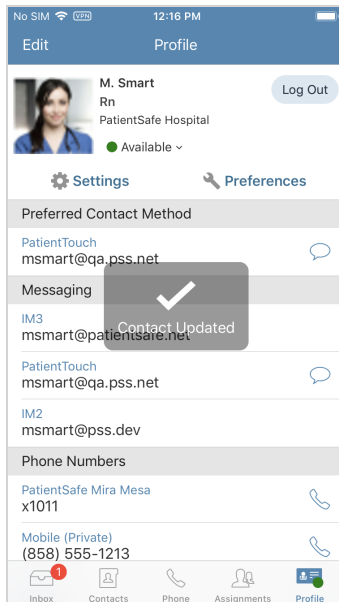 No SIM VPN 12:16 PM
Edit Profile
M. Smart
Rn
PatientSafe Hospital
Available
Log Out
Settings Preferences
Preferred Contact Method
PatientTouch
msmart@qa.pss.net
Messaging
IM3
msmart@patientsafe.net
Contact Updated
PatientTouch
msmart@qa.pss.net
IM2
msmart@pss.dev
Phone Numbers
PatientSafe Mira Mesa
x1011
Mobile (Private)
(858) 555-1213
1
Inbox Contacts Phone Assignments Profile